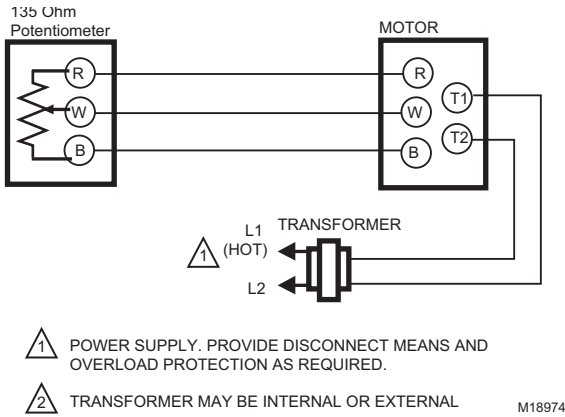 135 Ohm
Potentiometer
MOTOR
R
R
T1
W
W
T2
B
B
TRANSFORMER
L1
(HOT)
1
L2
1 POWER SUPPLY. PROVIDE DISCONNECT MEANS AND
OVERLOAD PROTECTION AS REQUIRED.
2 TRANSFORMER MAY BE INTERNAL OR EXTERNAL
M18974